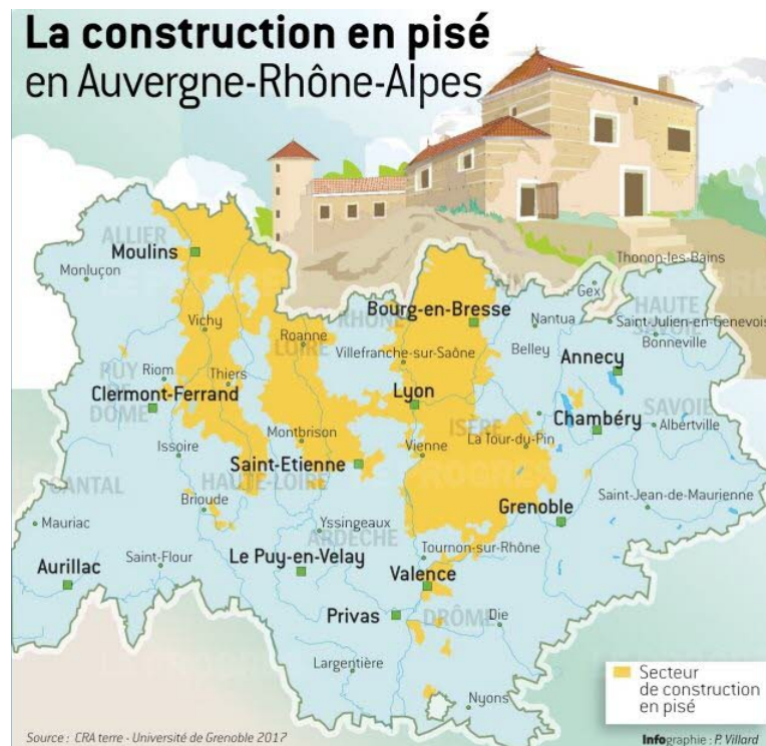 La construction en pisé
en Auvergne-Rhône-Alpes
ALLIER
Moulins
Montluçon
Thonon-les-Bains
Gex
HAUTE
SAVOIE
Saint-Julien-en-Genevois
Bonneville
Bourg-en-Bresse
Nantua
RHÔNE
Vichy
Roanne
LOIRE
Villefranche-sur-Saône
Belley
Annecy
PUY
DE
DÔME
Riom
Thiers
Clermont-Ferrand
Lyon
Chambéry
SAVOIE
Albertville
ISÈRE
Montbrison
La Tour-du-Pin
Vienne
Issoire
Saint-Etienne
LE PROGRÈS
CANTAL
HAUTE-LOIRE
Brioude
Grenoble
Saint-Jean-de-Maurienne
Mauriac
Yssingeaux
ARDÈCHE
Tournon-sur-Rhône
Saint-Flour
Le Puy-en-Velay
Aurillac
Valence
Privas
DRÔME
Die
Largentière
Nyons
Secteur
de construction
en pisé
Source : CRA terre - Université de Grenoble 2017
Infographie : P. Villard